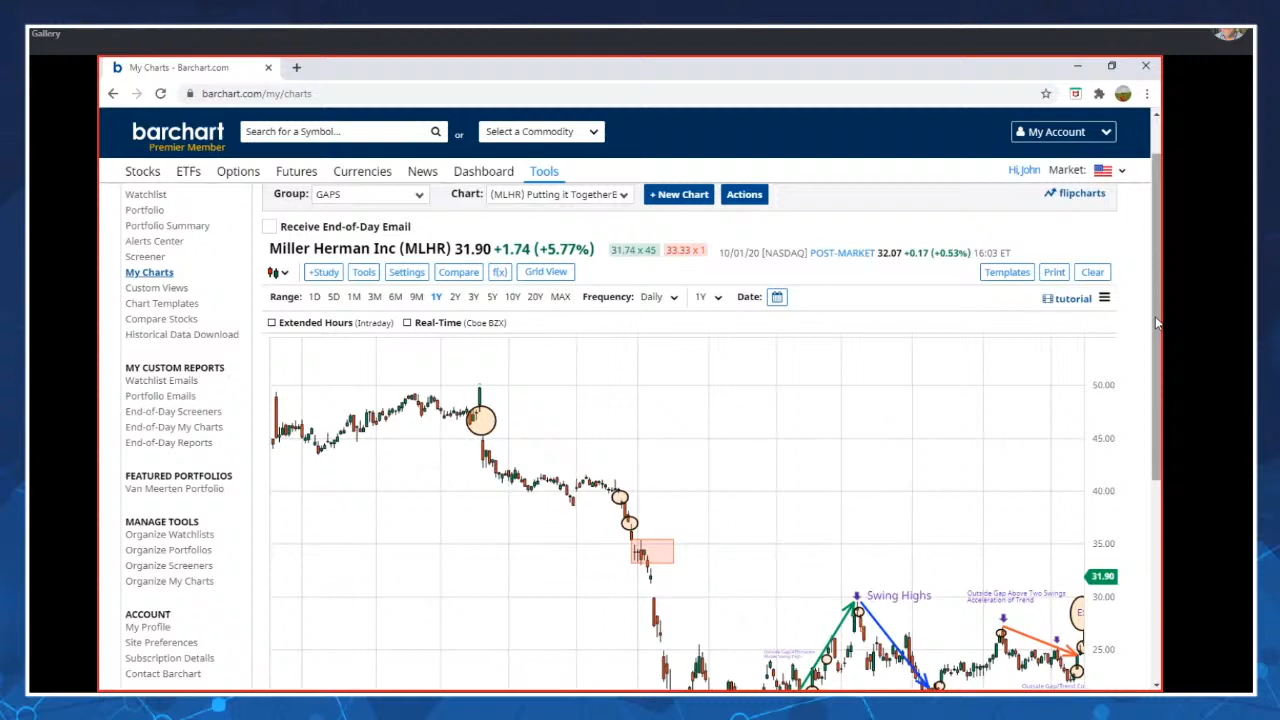 Gallery
My Charts - Barchart.com
barchart.com/my/charts
barchart
Premier Member
Search for a Symbol...
or
Select a Commodity
My Account
Stocks ETFs Options Futures Currencies News Dashboard Tools
Hi, John Market:
Watchlist
Portfolio
Portfolio Summary
Alerts Center
Screener
My Charts
Custom Views
Chart Templates
Compare Stocks
Historical Data Download
MY CUSTOM REPORTS
Watchlist Emails
Portfolio Emails
End-of-Day Screeners
End-of-Day My Charts
End-of-Day Reports
FEATURED PORTFOLIOS
Van Meerten Portfolio
MANAGE TOOLS
Organize Watchlists
Organize Portfolios
Organize Screeners
Organize My Charts
ACCOUNT
My Profile
Site Preferences
Subscription Details
Contact Barchart
Group: GAPS Chart: (MLHR) Putting it TogetherE + New Chart Actions
flipcharts
Receive End-of-Day Email
Miller Herman Inc (MLHR) 31.90 +1.74 (+5.77%) 31.74 x 45 33.33 x 1 10/01/20 [NASDAQ] POST-MARKET 32.07 +0.17 (+0.53%) 16:03 ET
+Study Tools Settings Compare f(x) Grid View Templates Print Clear
Range: 1D 5D 1M 3M 6M 9M 1Y 2Y 3Y 5Y 10Y 20Y MAX Frequency: Daily 1Y Date:
tutorial
Extended Hours (Intraday) Real-Time (Cboe BZX)
50.00
45.00
40.00
35.00
31.90
30.00
25.00
Swing Highs
Outside Gap Above Two Swings
Acceleration of Trend
Outside Gap/Trend Co